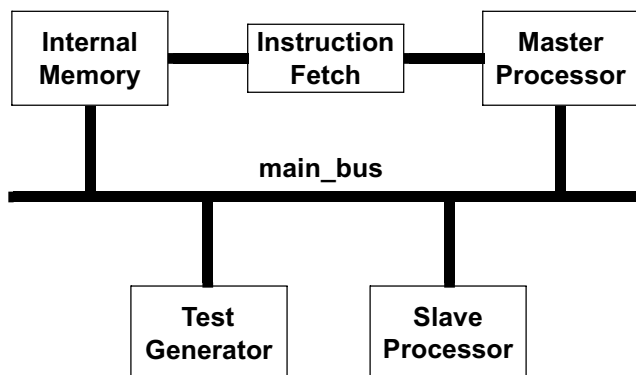 Internal
Memory
Instruction
Fetch
Master
Processor
main_bus
Test
Generator
Slave
Processor